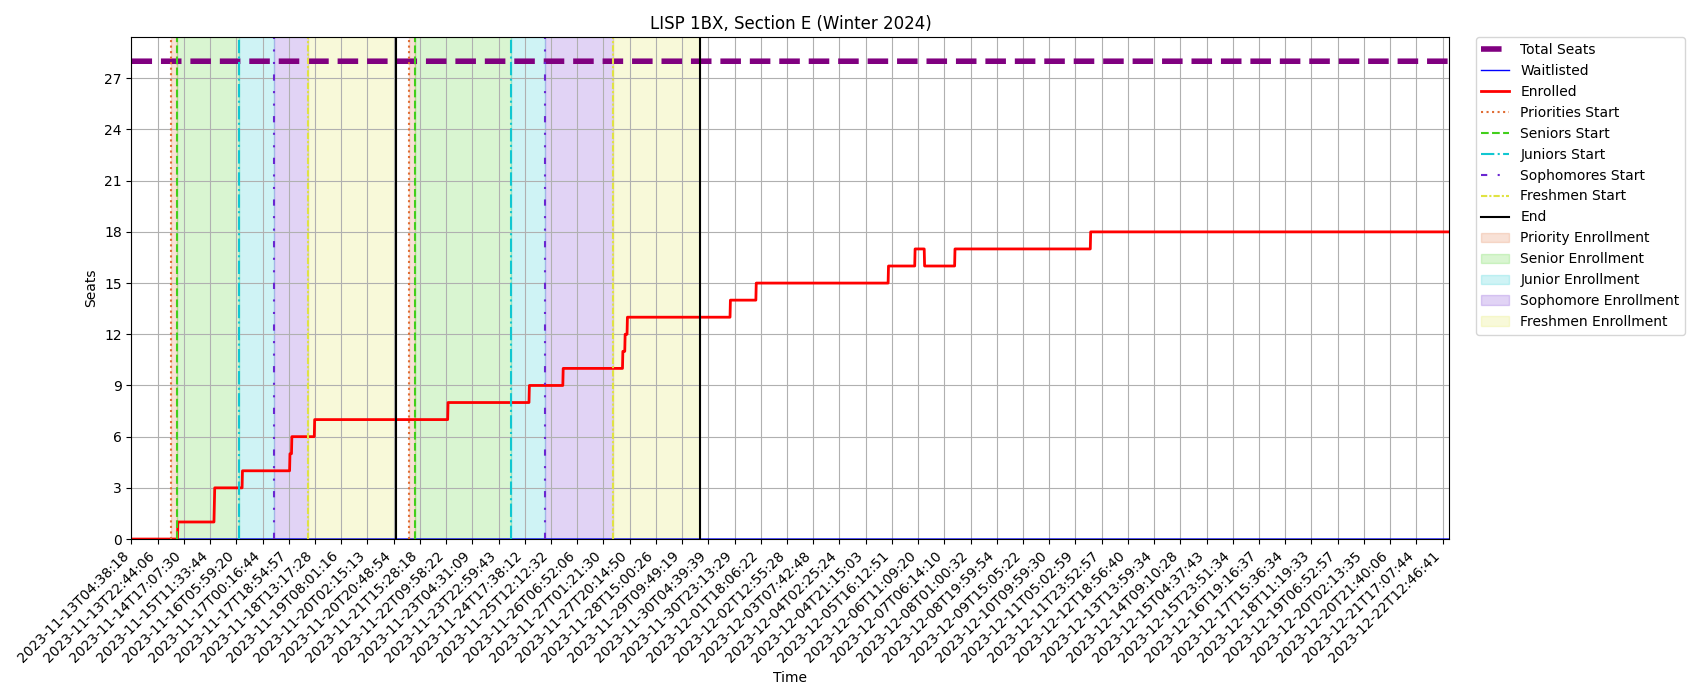 LISP 1BX, Section E (Winter 2024)
Total Seats
Waitlisted
Enrolled
Priorities Start
Seniors Start
Juniors Start
Sophomores Start
Freshmen Start
End
Priority Enrollment
Senior Enrollment
Junior Enrollment
Sophomore Enrollment
Freshmen Enrollment
Seats
27
24
21
18
15
12
9
6
3
0
2023-11-13T04:38:18
2023-11-13T22:44:06
2023-11-14T17:07:30
2023-11-15T11:33:44
2023-11-16T05:59:20
2023-11-17T00:16:44
2023-11-17T18:54:57
2023-11-18T13:17:28
2023-11-19T08:01:16
2023-11-20T02:15:13
2023-11-20T20:48:54
2023-11-21T15:28:18
2023-11-22T09:58:22
2023-11-23T04:31:09
2023-11-23T22:59:43
2023-11-24T17:38:12
2023-11-25T12:12:32
2023-11-26T06:52:06
2023-11-27T01:21:30
2023-11-27T20:14:50
2023-11-28T15:00:26
2023-11-29T09:49:19
2023-11-30T04:39:39
2023-11-30T23:13:29
2023-12-01T18:06:22
2023-12-02T12:55:28
2023-12-03T07:42:48
2023-12-04T02:25:24
2023-12-04T21:15:03
2023-12-05T16:12:51
2023-12-06T11:09:20
2023-12-07T06:14:10
2023-12-08T01:00:32
2023-12-08T19:59:54
2023-12-09T15:05:22
2023-12-10T09:59:30
2023-12-11T05:02:59
2023-12-11T23:52:57
2023-12-12T18:56:40
2023-12-13T13:59:34
2023-12-14T09:10:28
2023-12-15T04:37:43
2023-12-15T23:51:34
2023-12-16T19:16:37
2023-12-17T15:36:34
2023-12-18T11:19:33
2023-12-19T06:52:57
2023-12-20T02:13:35
2023-12-20T21:40:06
2023-12-21T17:07:44
2023-12-22T12:46:41
Time